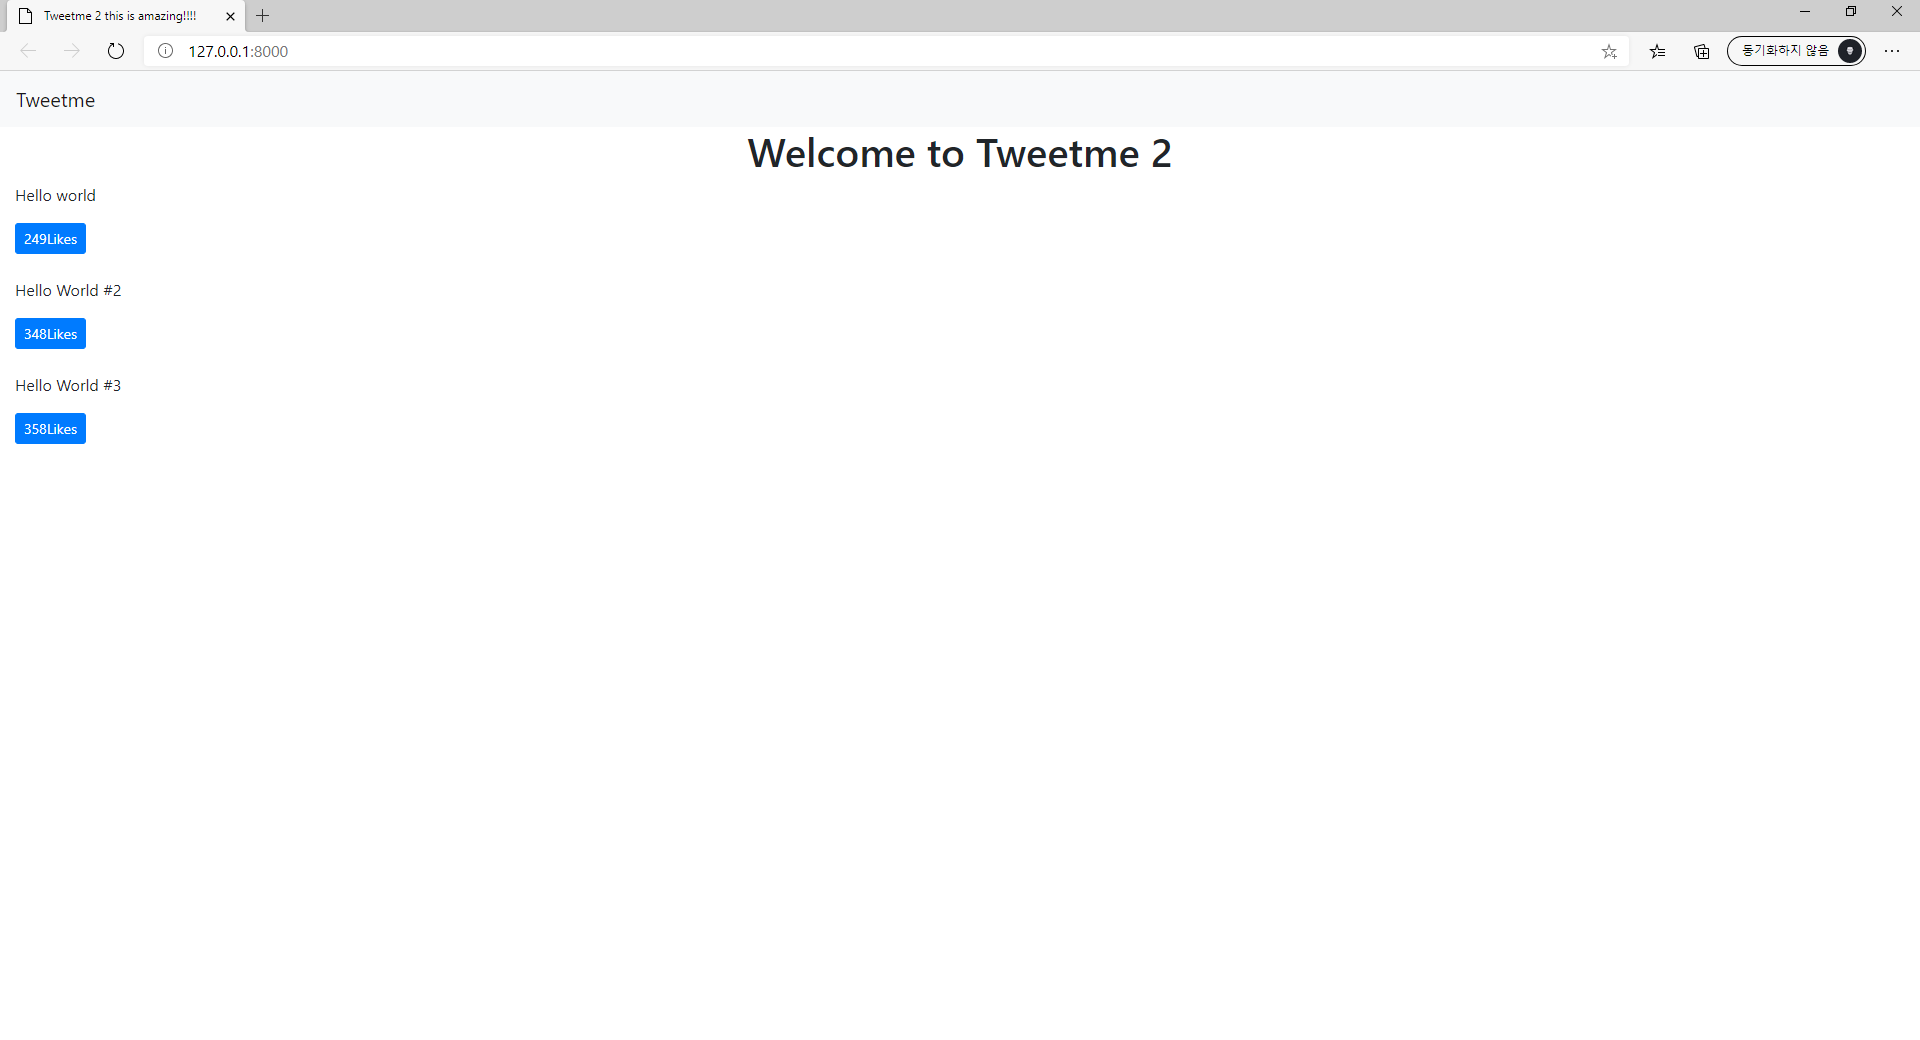 Tweetme 2 this is amazing!!!!
127.0.0.1:8000
동기화하지 않음
Tweetme
Welcome to Tweetme 2
Hello world
249Likes
Hello World #2
348Likes
Hello World #3
358Likes